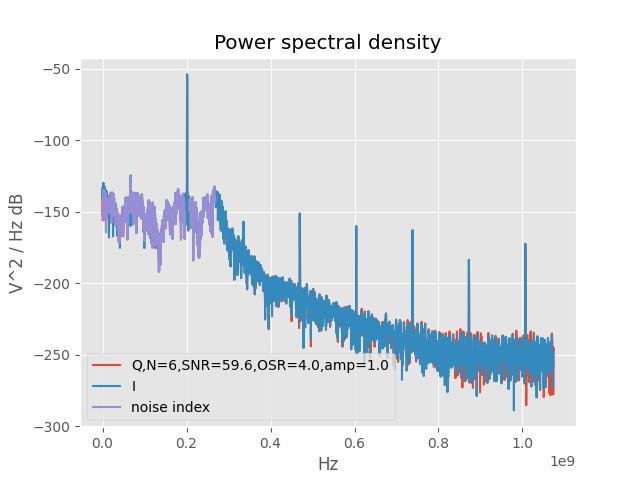 Power spectral density
V^2 / Hz dB
−50
−100
−150
−200
−250
−300
Q,N=6,SNR=59.6,OSR=4.0,amp=1.0
I
noise index
0.0
0.2
0.4
0.6
0.8
1.0
1e9
Hz